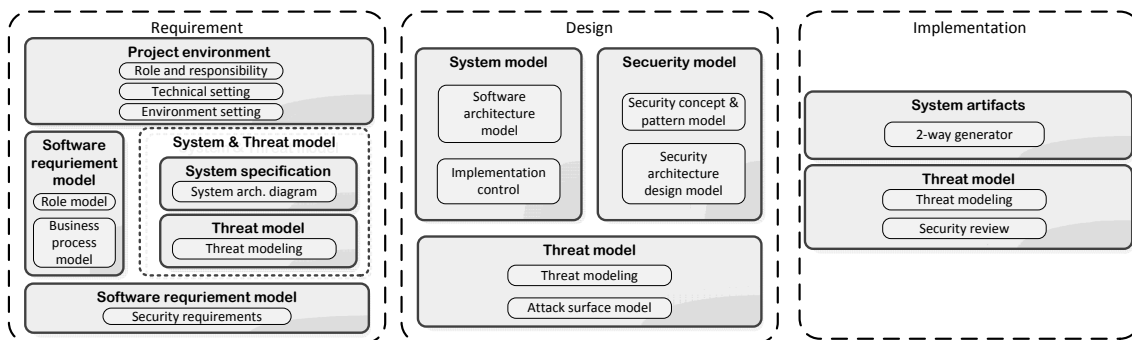 Requirement
Project environment
Role and responsibility
Technical setting
Environment setting
Software
requriement
model
Role model
Business
process
model
System & Threat model
System specification
System arch. diagram
Threat model
Threat modeling
Software requriement model
Security requirements
Design
System model
Software
architecture
model
Implementation
control
Secuerity model
Security concept &
pattern model
Security
architecture
design model
Threat model
Threat modeling
Attack surface model
Implementation
System artifacts
2-way generator
Threat model
Threat modeling
Security review